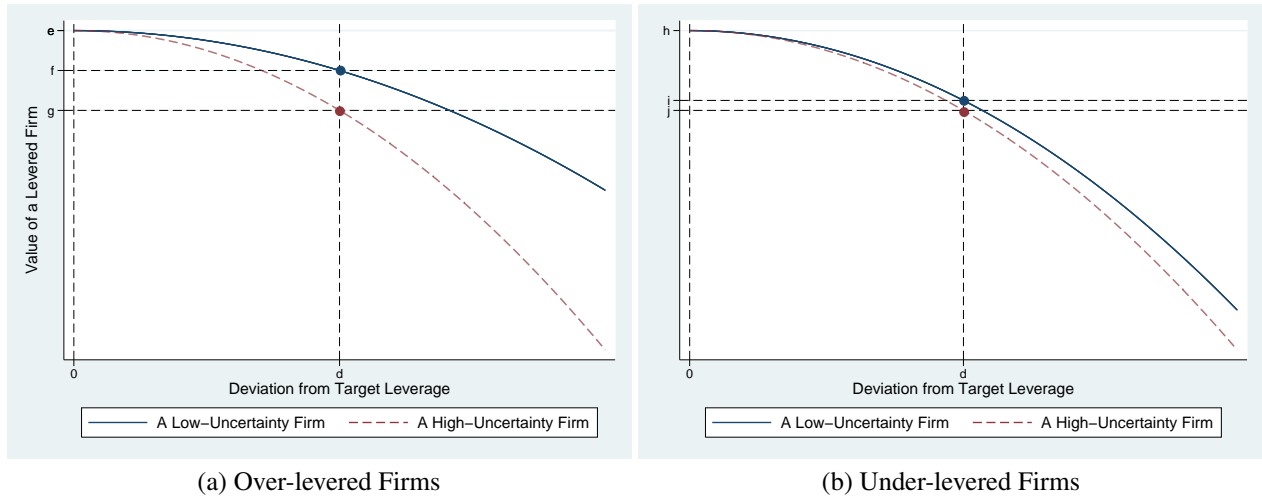 e
f
g
Value of a Levered Firm
0
d
Deviation from Target Leverage
A Low−Uncertainty Firm
A High−Uncertainty Firm
(a) Over-levered Firms
h
i
j
0
d
Deviation from Target Leverage
A Low−Uncertainty Firm
A High−Uncertainty Firm
(b) Under-levered Firms